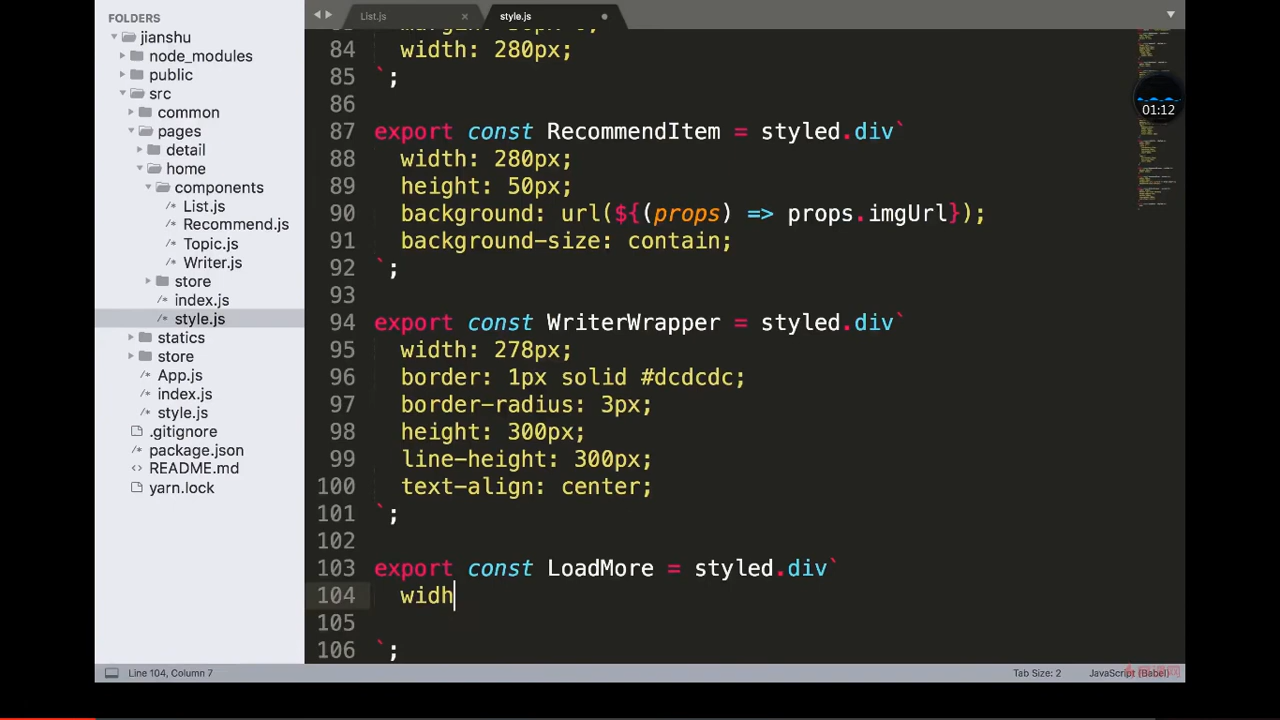 FOLDERS
jianshu
node_modules
public
src
common
pages
detail
home
components
List.js
Recommend.js
Topic.js
Writer.js
store
index.js
style.js
statics
store
App.js
index.js
style.js
.gitignore
package.json
README.md
yarn.lock
List.js
style.js
84 width: 280px;
85 `;
86
87 export const RecommendItem = styled.div`
88 width: 280px;
89 height: 50px;
90 background: url(${(props) => props.imgUrl});
91 background-size: contain;
92 `;
93
94 export const WriterWrapper = styled.div`
95 width: 278px;
96 border: 1px solid #dcdcdc;
97 border-radius: 3px;
98 height: 300px;
99 line-height: 300px;
100 text-align: center;
101 `;
102
103 export const LoadMore = styled.div`
104 widh
105
106 `;
01:12
Line 104, Column 7
Tab Size: 2
JavaScript (Babel)